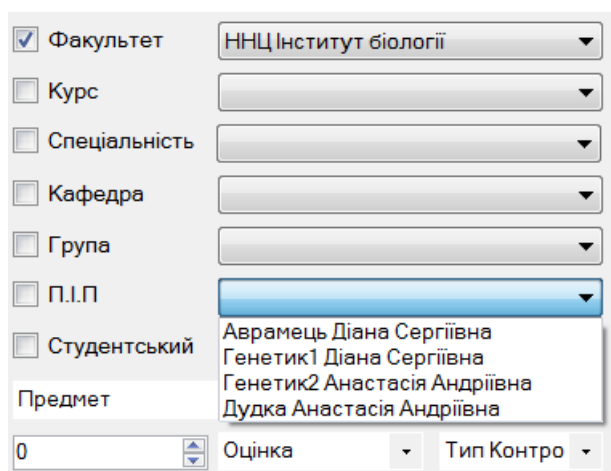 Факультет ННЦ Інститут біології
Курс
Спеціальність
Кафедра
Група
П.І.П
Студентський
Аврамець Діана Сергіївна
Генетик1 Діана Сергіївна
Генетик2 Анастасія Андріївна
Дудка Анастасія Андріївна
Предмет
0 Оцінка Тип Контро